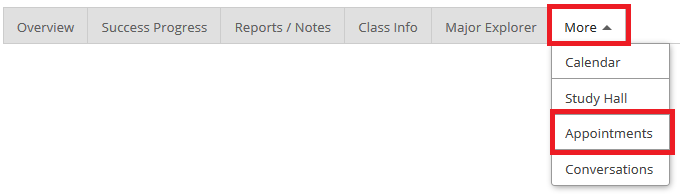 Overview Success Progress Reports / Notes Class Info Major Explorer More
Calendar
Study Hall
Appointments
Conversations